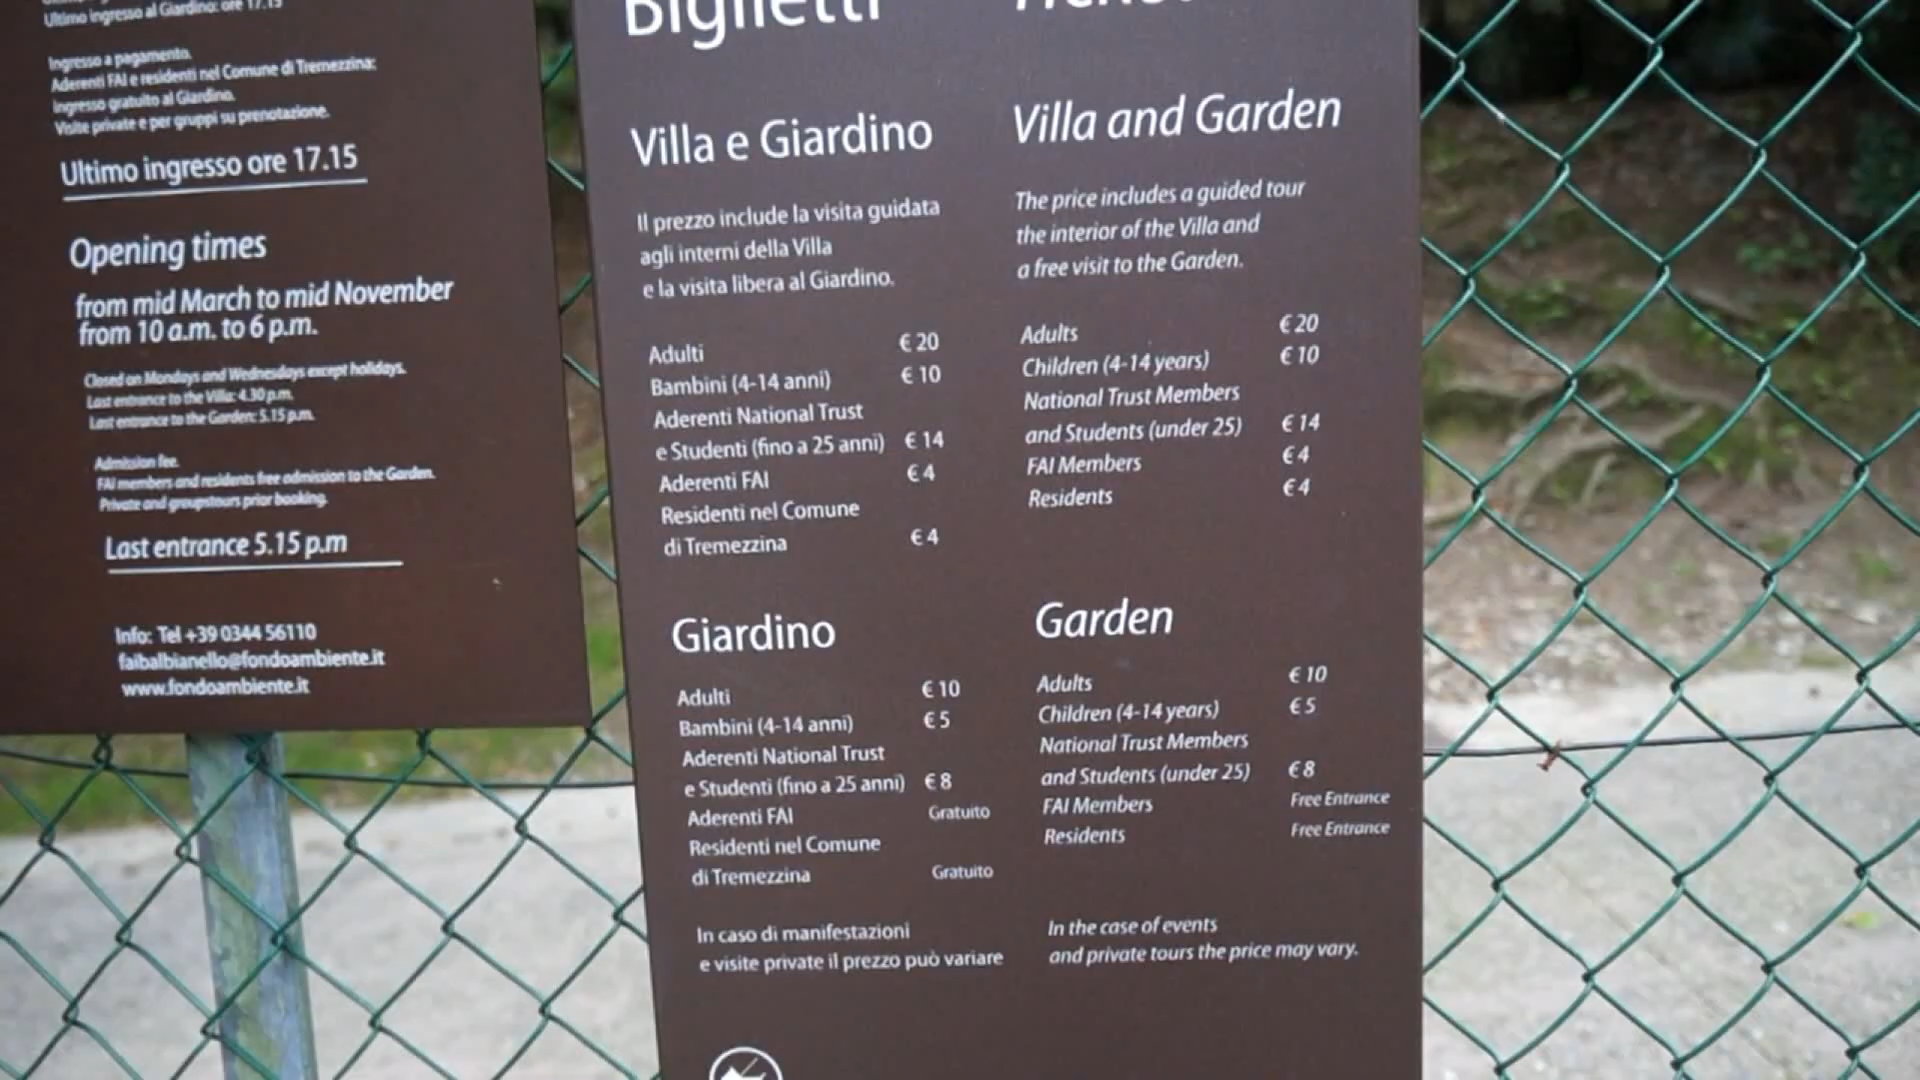 Ultimo ingresso al Giardino: ore 17.15
Ingresso a pagamento.
Aderenti FAI e residenti nel Comune di Tremezzina:
Ingresso gratuito al Giardino.
Visite private e per gruppi su prenotazione.
Ultimo ingresso ore 17.15
Opening times
from mid March to mid November
from 10 a.m. to 6 p.m.
Closed on Mondays and Wednesdays except holidays.
Last entrance to the Villa: 4.30 p.m.
Last entrance to the Garden: 5.15 p.m.
Admission fee.
FAI members and residents free admission to the Garden.
Private and groupstours prior booking.
Last entrance 5.15 p.m
Info: Tel +39 0344 56110
faibalbianello@fondoambiente.it
www.fondoambiente.it
Biglietti
Villa e Giardino
Il prezzo include la visita guidata
agli interni della Villa
e la visita libera al Giardino.
Adulti € 20
Bambini (4-14 anni) € 10
Aderenti National Trust
e Studenti (fino a 25 anni) € 14
Aderenti FAI € 4
Residenti nel Comune
di Tremezzina € 4
Giardino
Adulti € 10
Bambini (4-14 anni) € 5
Aderenti National Trust
e Studenti (fino a 25 anni) € 8
Aderenti FAI Gratuito
Residenti nel Comune
di Tremezzina Gratuito
In caso di manifestazioni
e visite private il prezzo può variare
Villa and Garden
The price includes a guided tour
the interior of the Villa and
a free visit to the Garden.
Adults € 20
Children (4-14 years) € 10
National Trust Members
and Students (under 25) € 14
FAI Members € 4
Residents € 4
Garden
Adults € 10
Children (4-14 years) € 5
National Trust Members
and Students (under 25) € 8
FAI Members Free Entrance
Residents Free Entrance
In the case of events
and private tours the price may vary.